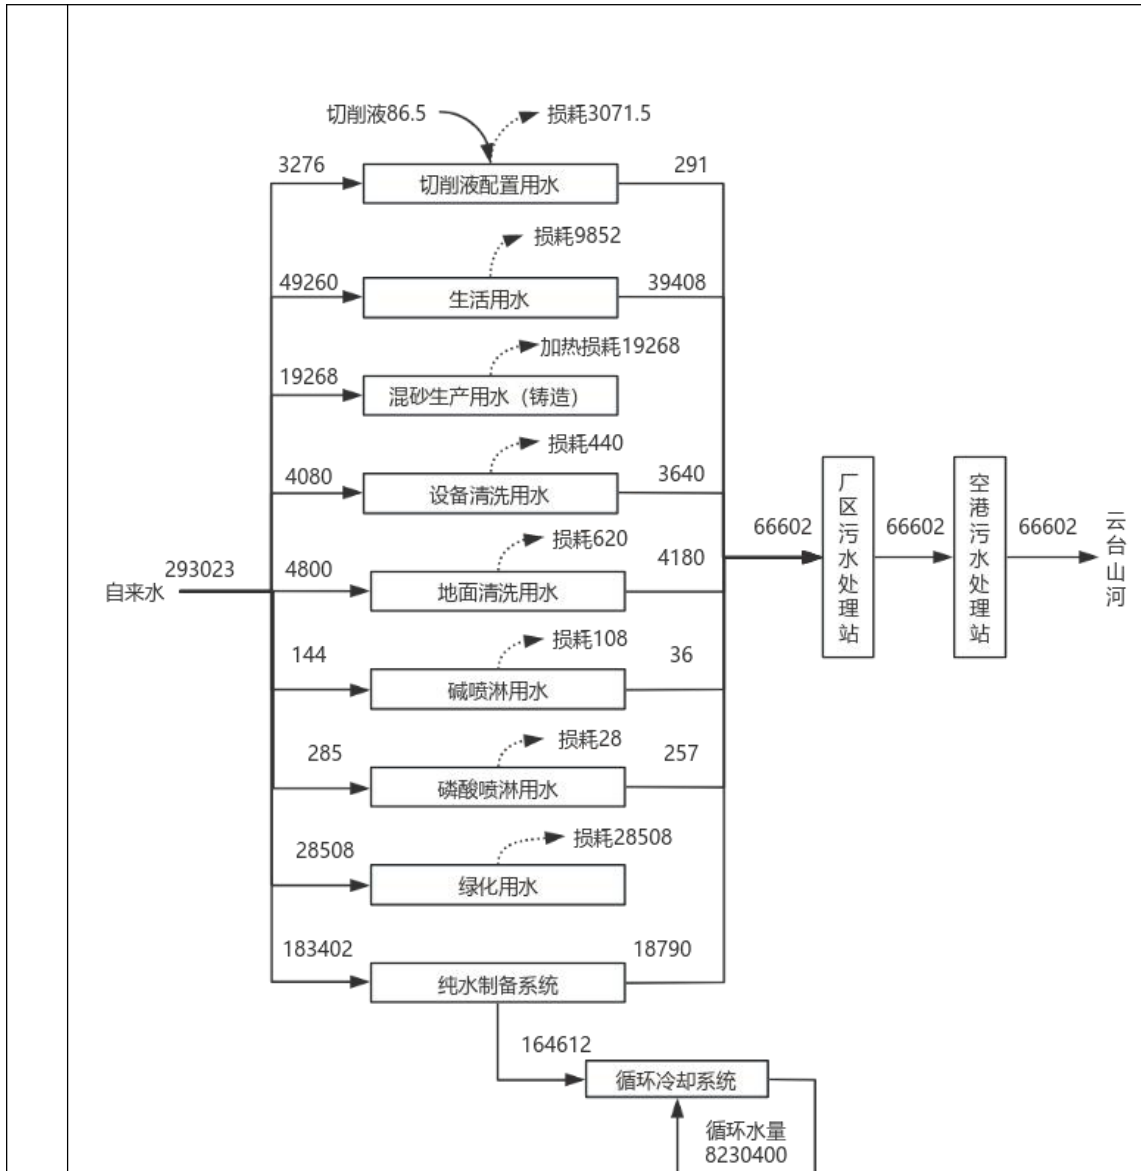 切削液86.5
损耗3071.5
3276
切削液配置用水
291
损耗9852
49260
生活用水
39408
加热损耗19268
19268
混砂生产用水（铸造）
损耗440
4080
设备清洗用水
3640
损耗620
4800
地面清洗用水
4180
自来水
293023
损耗108
144
碱喷淋用水
36
损耗28
285
磷酸喷淋用水
257
损耗28508
28508
绿化用水
183402
纯水制备系统
18790
164612
循环冷却系统
循环水量
8230400
66602
厂区污水处理站
66602
空港污水处理站
66602
云台山河